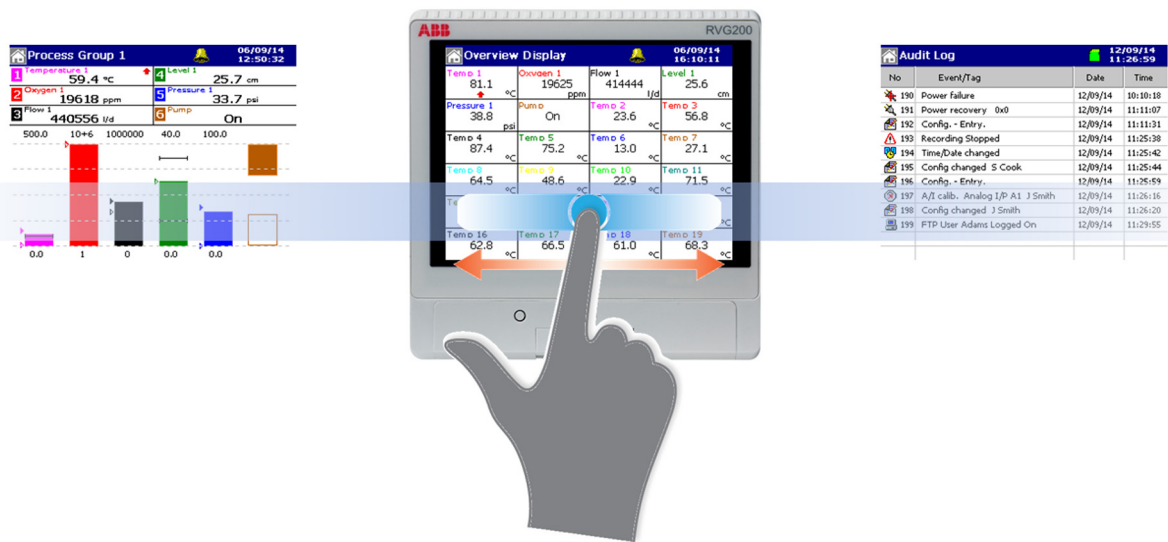 ABB
RVG200
Process Group 1
06/09/14
12:50:32
1 Temperature 1
59.4 °C
4 Level 1
25.7 cm
2 Oxygen 1
19618 ppm
5 Pressure 1
33.7 psi
3 Flow 1
440556 l/d
6 Pump
On
500.0 10+6 1000000 40.0 100.0
0.0 1 0 0.0 0.0
Overview Display
06/09/14
16:10:11
Temp 1 Oxygen 1 Flow 1 Level 1
81.1 19625 414444 25.6
°C ppm l/d cm
Pressure 1 Pump Temp 2 Temp 3
38.8 On 23.6 56.8
psi °C °C
Temp 4 Temp 5 Temp 6 Temp 7
87.4 75.2 13.0 27.1
°C °C °C °C
Temp 8 Temp 9 Temp 10 Temp 11
64.5 48.6 22.9 71.5
°C °C °C °C
°C
Temp 16 Temp 17 Temp 18 Temp 19
62.8 66.5 61.0 68.3
°C °C °C
Audit Log
12/09/14
11:26:59
No Event/Tag Date Time
190 Power failure 12/09/14 10:10:18
191 Power recovery 0x0 12/09/14 11:11:07
192 Config. - Entry. 12/09/14 11:11:31
193 Recording Stopped 12/09/14 11:25:38
194 Time/Date changed 12/09/14 11:25:42
195 Config changed S Cook 12/09/14 11:25:44
196 Config. - Entry. 12/09/14 11:25:59
197 A/I calib. Analog I/P A1 J Smith 12/09/14 11:26:16
198 Config changed J Smith 12/09/14 11:26:20
199 FTP User Adams Logged On 12/09/14 11:29:55